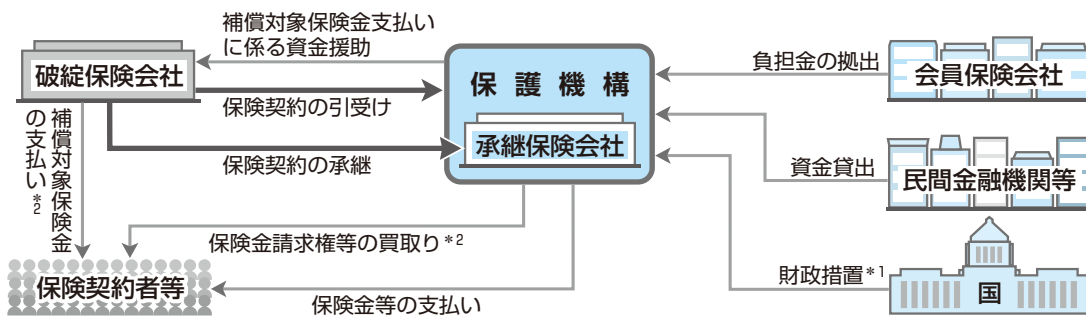 補償対象保険金支払い
に係る資金援助
破綻保険会社
保護機構
承継保険会社
負担金の拠出
会員保険会社
保険契約の引受け
保険契約の承継
資金貸出
民間金融機関等
補償対象保険金
の支払い*2
保険金請求権等の買取り*2
財政措置*1
国
保険契約者等
保険金等の支払い